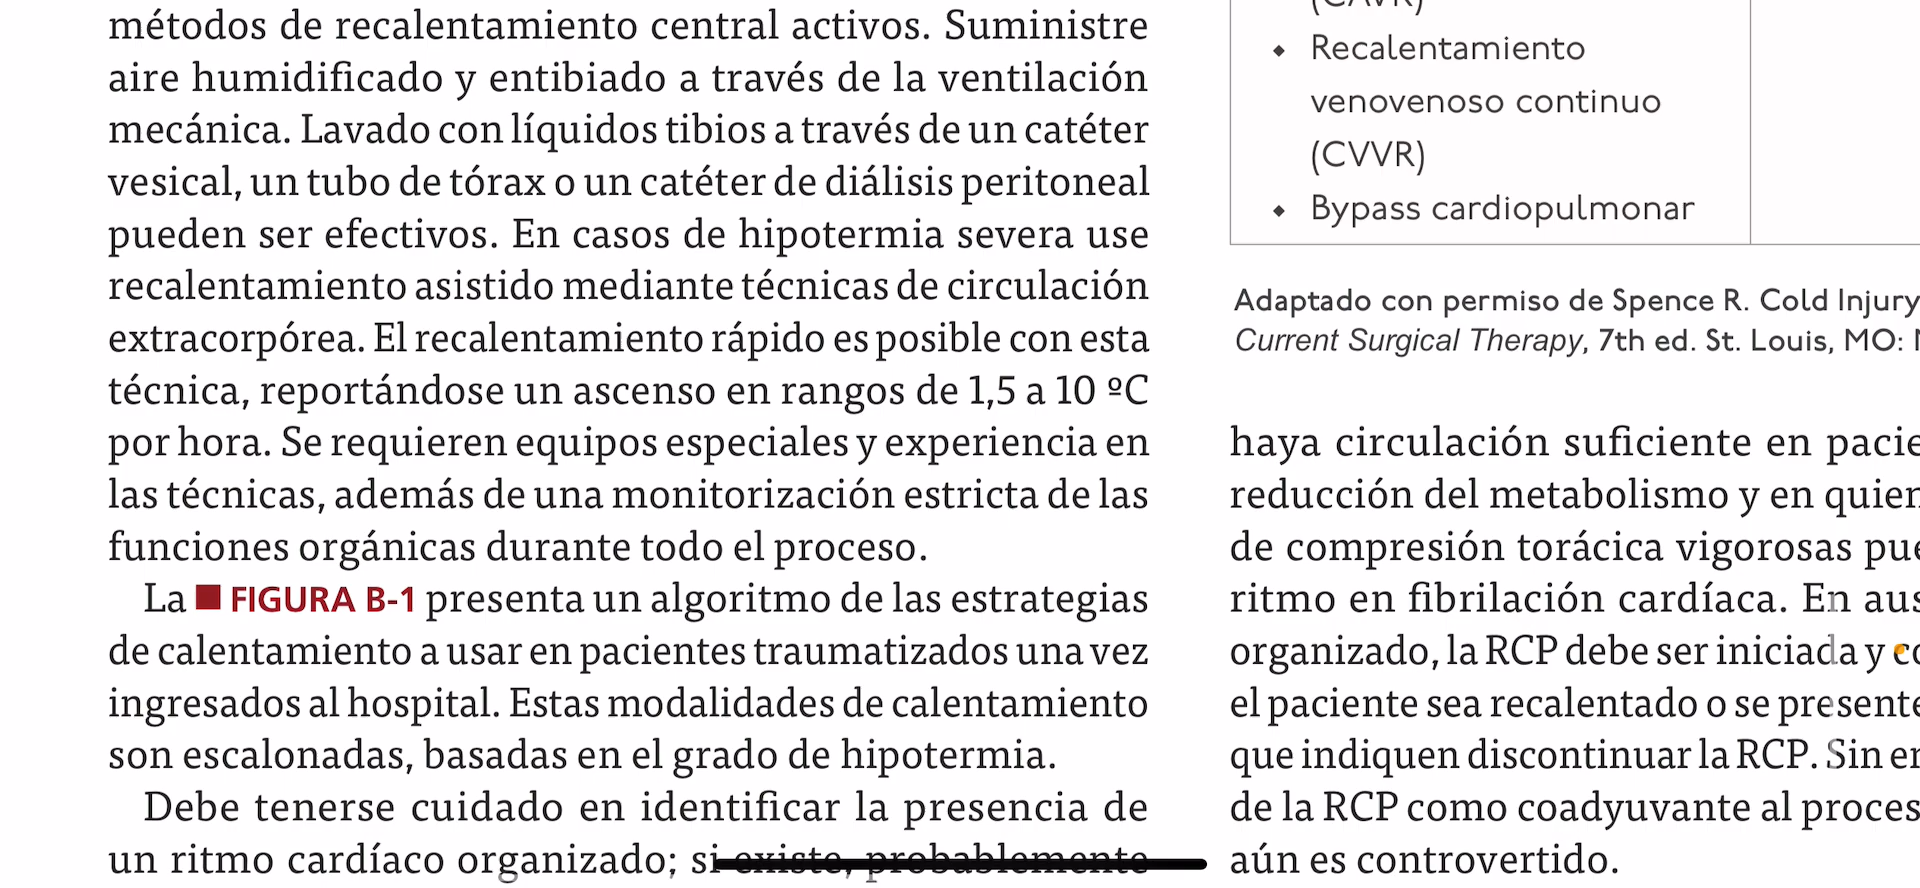 métodos de recalentamiento central activos. Suministre
aire humidificado y entibiado a través de la ventilación
mecánica. Lavado con líquidos tibios a través de un catéter
vesical, un tubo de tórax o un catéter de diálisis peritoneal
pueden ser efectivos. En casos de hipotermia severa use
recalentamiento asistido mediante técnicas de circulación
extracorpórea. El recalentamiento rápido es posible con esta
técnica, reportándose un ascenso en rangos de 1,5 a 10 ºC
por hora. Se requieren equipos especiales y experiencia en
las técnicas, además de una monitorización estricta de las
funciones orgánicas durante todo el proceso.
La ■ FIGURA B-1 presenta un algoritmo de las estrategias
de calentamiento a usar en pacientes traumatizados una vez
ingresados al hospital. Estas modalidades de calentamiento
son escalonadas, basadas en el grado de hipotermia.
Debe tenerse cuidado en identificar la presencia de
un ritmo cardíaco organizado; si existe, probablemente
(CAVR)
◆ Recalentamiento
venovenoso continuo
(CVVR)
◆ Bypass cardiopulmonar
Adaptado con permiso de Spence R. Cold Injury
Current Surgical Therapy, 7th ed. St. Louis, MO:
haya circulación suficiente en
reducción del metabolismo y en
de compresión torácica vigorosas
ritmo en fibrilación cardíaca. En
organizado, la RCP debe ser iniciada y
el paciente sea recalentado o se
que indiquen discontinuar la RCP. Sin
de la RCP como coadyuvante al
aún es controvertido.